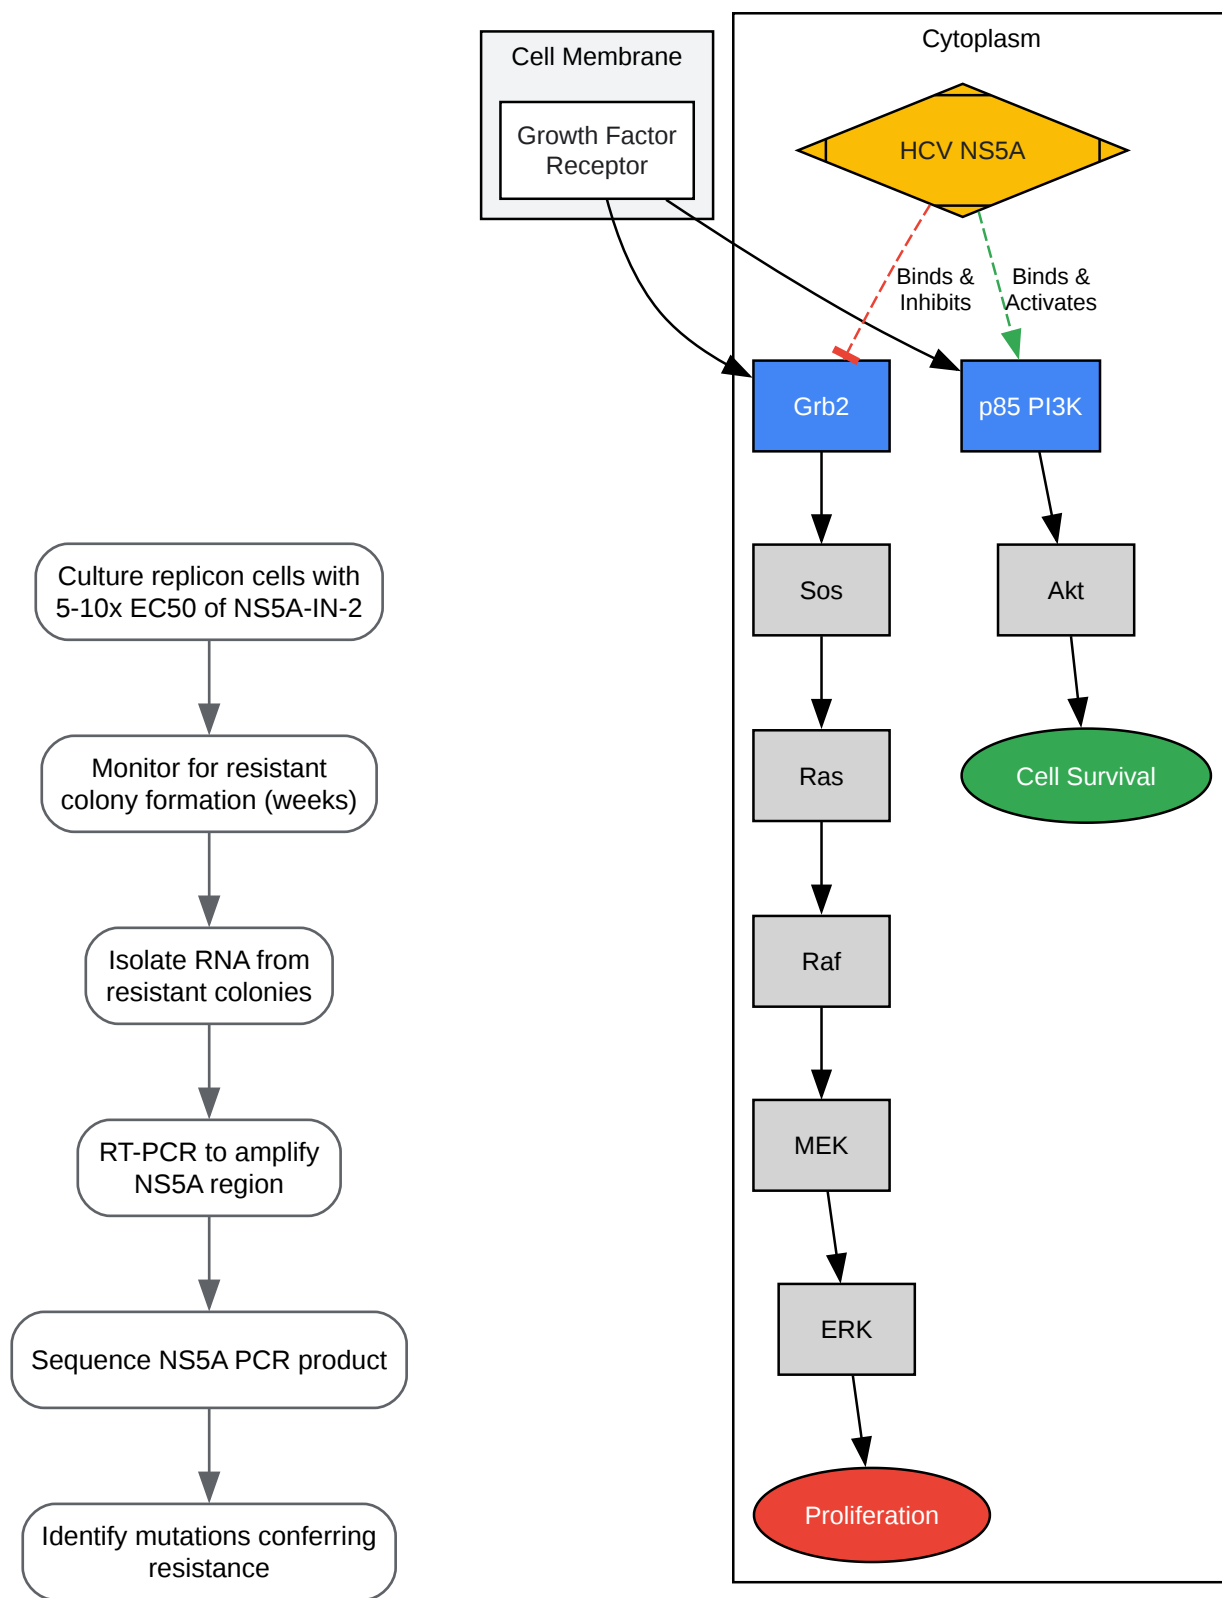 Cell Membrane
Growth Factor
Receptor
Cytoplasm
HCV NS5A
Binds &
Inhibits
Binds &
Activates
Grb2
p85 PI3K
Sos
Akt
Ras
Cell Survival
Raf
MEK
ERK
Proliferation
Culture replicon cells with
5-10x EC50 of NS5A-IN-2
Monitor for resistant
colony formation (weeks)
Isolate RNA from
resistant colonies
RT-PCR to amplify
NS5A region
Sequence NS5A PCR product
Identify mutations conferring
resistance